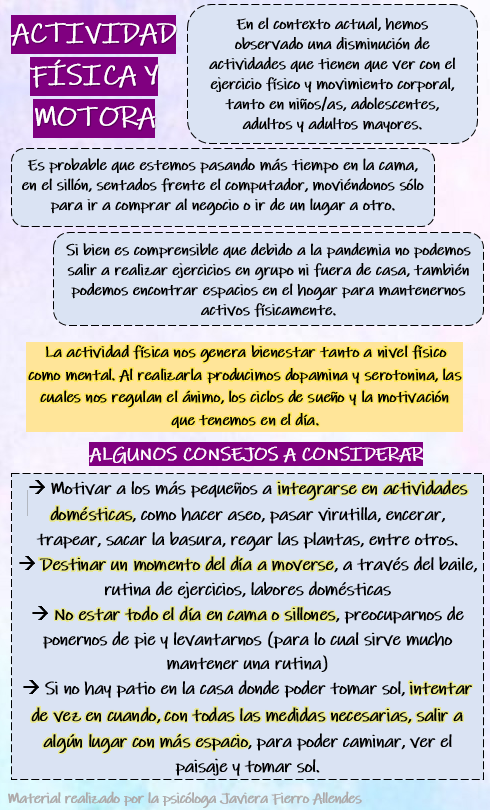 ACTIVIDAD
FÍSICA Y
MOTORA
En el contexto actual, hemos
observado una disminución de
actividades que tienen que ver con el
ejercicio físico y movimiento corporal,
tanto en niños/as, adolescentes,
adultos y adultos mayores.
Es probable que estemos pasando más tiempo en la cama,
en el sillón, sentados frente el computador, moviéndonos sólo
para ir a comprar al negocio o ir de un lugar a otro.
Si bien es comprensible que debido a la pandemia no podemos
salir a realizar ejercicios en grupo ni fuera de casa, también
podemos encontrar espacios en el hogar para mantenernos
activos físicamente.
La actividad física nos genera bienestar tanto a nivel físico
como mental. Al realizarla producimos dopamina y serotonina, las
cuales nos regulan el ánimo, los ciclos de sueño y la motivación
que tenemos en el día.
ALGUNOS CONSEJOS A CONSIDERAR
→ Motivar a los más pequeños a integrarse en actividades
domésticas, como hacer aseo, pasar virutilla, encerar,
trapear, sacar la basura, regar las plantas, entre otros.
→ Destinar un momento del día a moverse, a través del baile,
rutina de ejercicios, labores domésticas
→ No estar todo el día en cama o sillones, preocuparnos de
ponernos de pie y levantarnos (para lo cual sirve mucho
mantener una rutina)
→ Si no hay patio en la casa donde poder tomar sol, intentar
de vez en cuando, con todas las medidas necesarias, salir a
algún lugar con más espacio, para poder caminar, ver el
paisaje y tomar sol.
Material realizado por la psicóloga Javiera Fierro Allendes